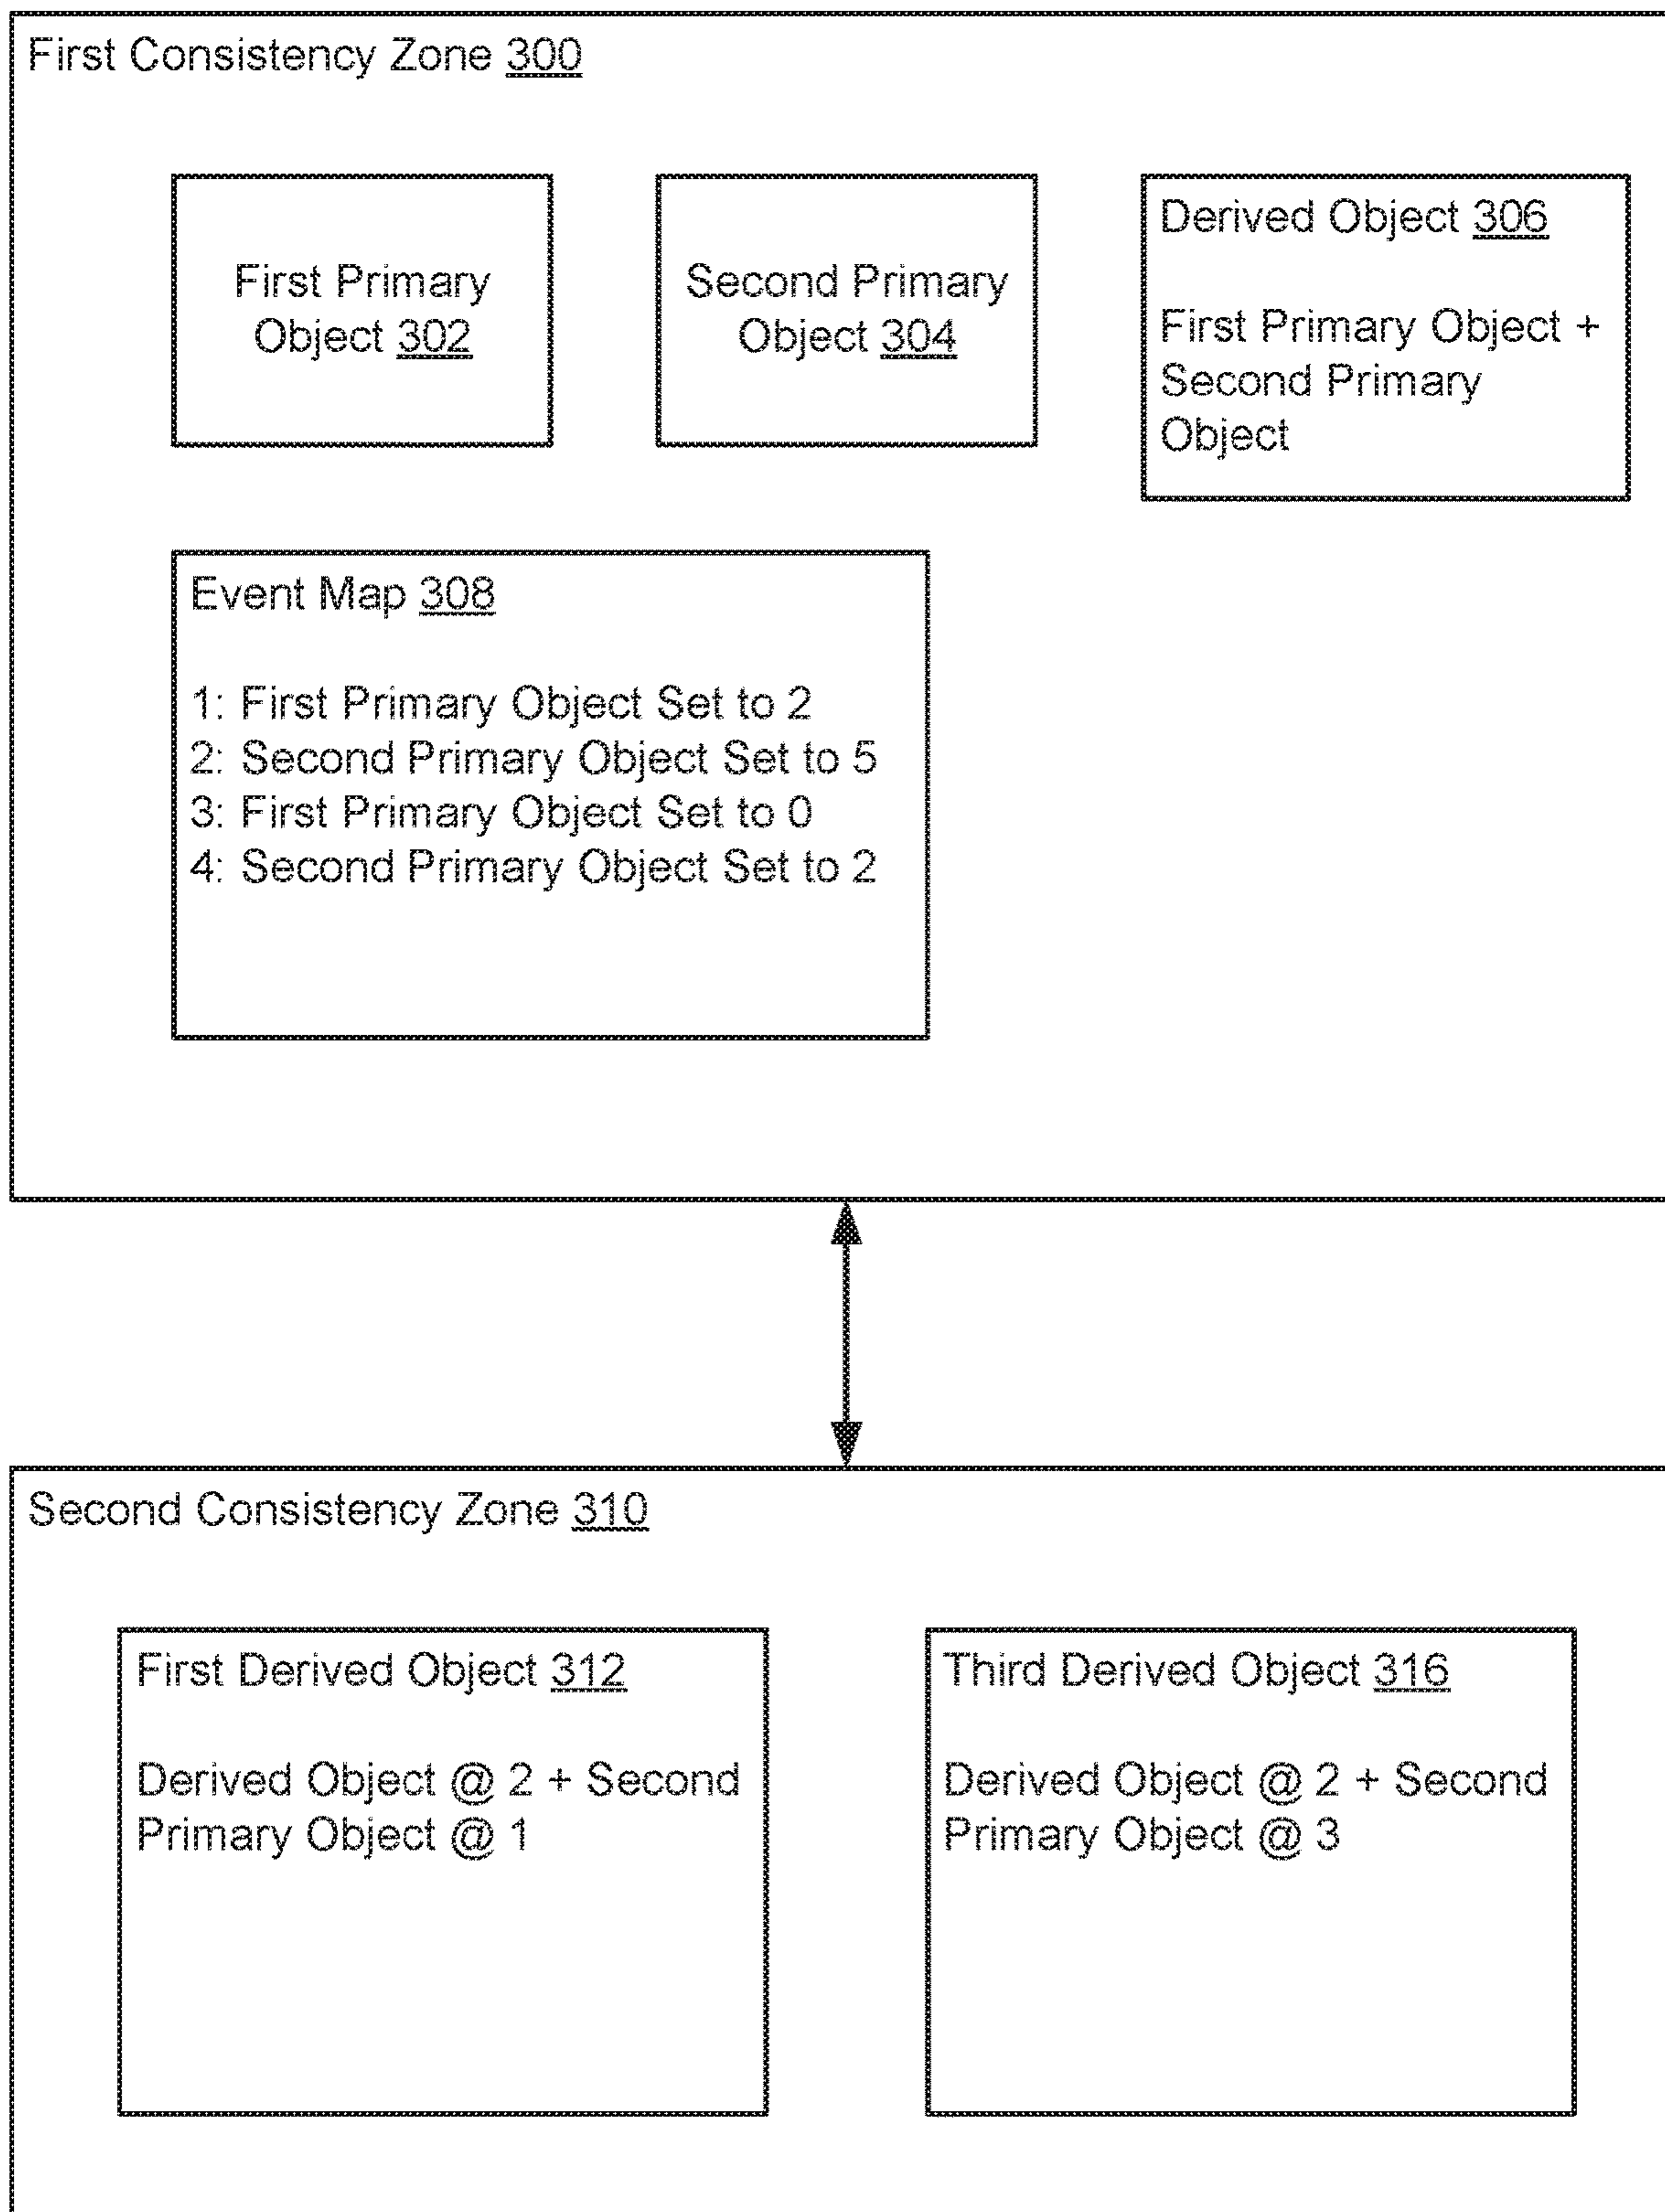 First Consistency Zone 300
First Primary
Object 302
Second Primary
Object 304
Derived Object 306
First Primary Object +
Second Primary
Object
Event Map 308
1: First Primary Object Set to 2
2: Second Primary Object Set to 5
3: First Primary Object Set to 0
4: Second Primary Object Set to 2
Second Consistency Zone 310
First Derived Object 312
Derived Object @ 2 + Second
Primary Object @ 1
Third Derived Object 316
Derived Object @ 2 + Second
Primary Object @ 3